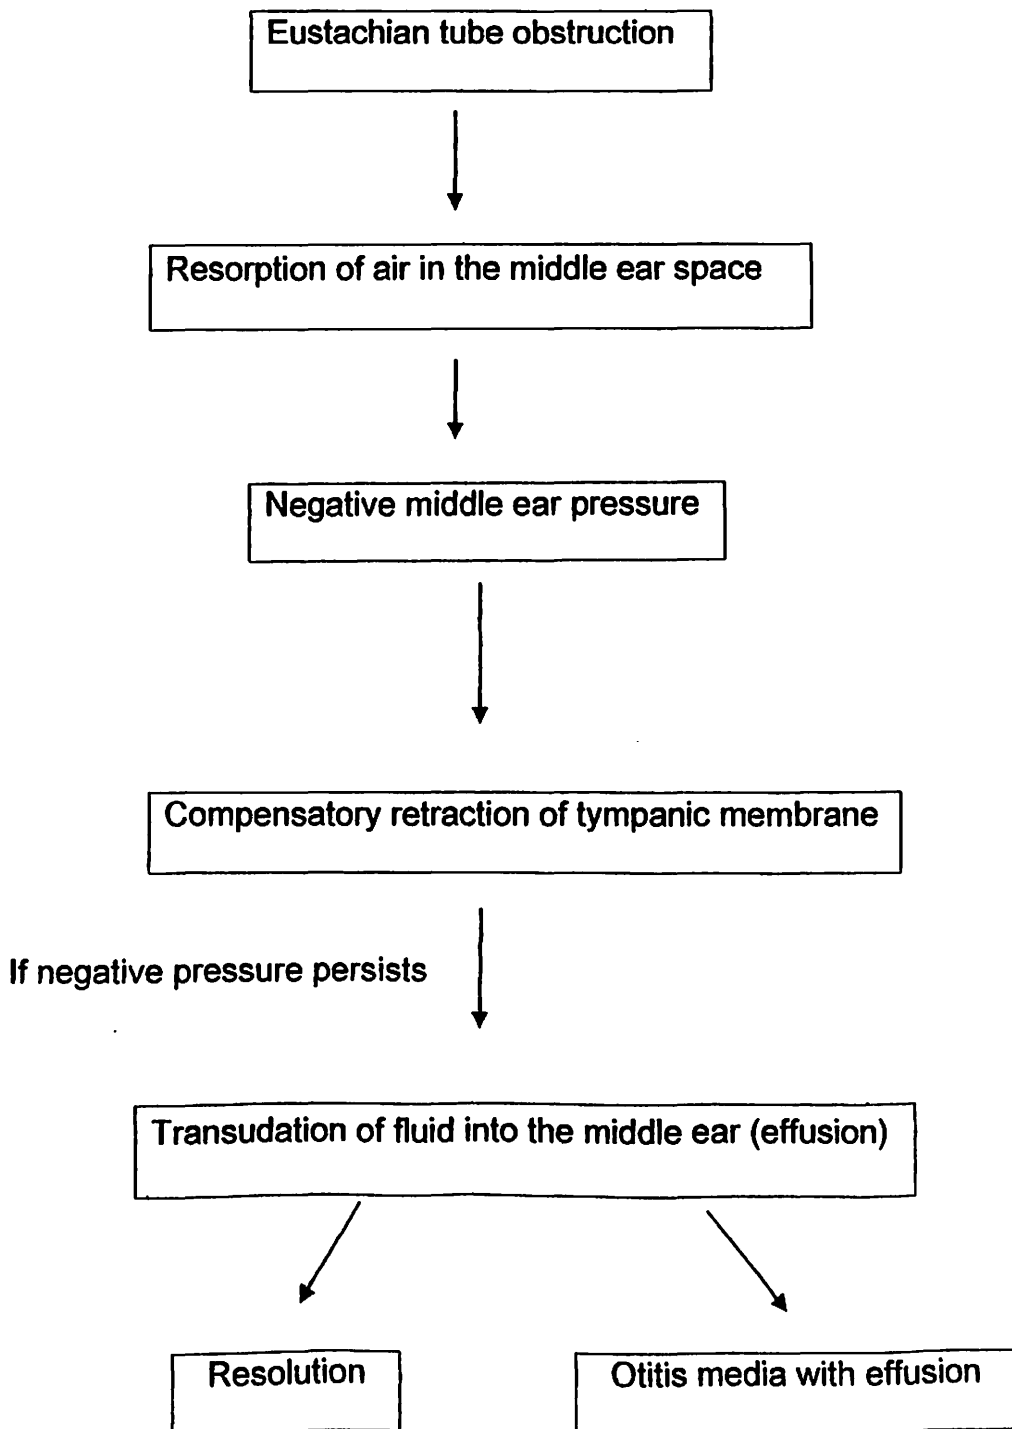 Eustachian tube obstruction
Resorption of air in the middle ear space
Negative middle ear pressure
Compensatory retraction of tympanic membrane
If negative pressure persists
Transudation of fluid into the middle ear (effusion)
Resolution
Otitis media with effusion